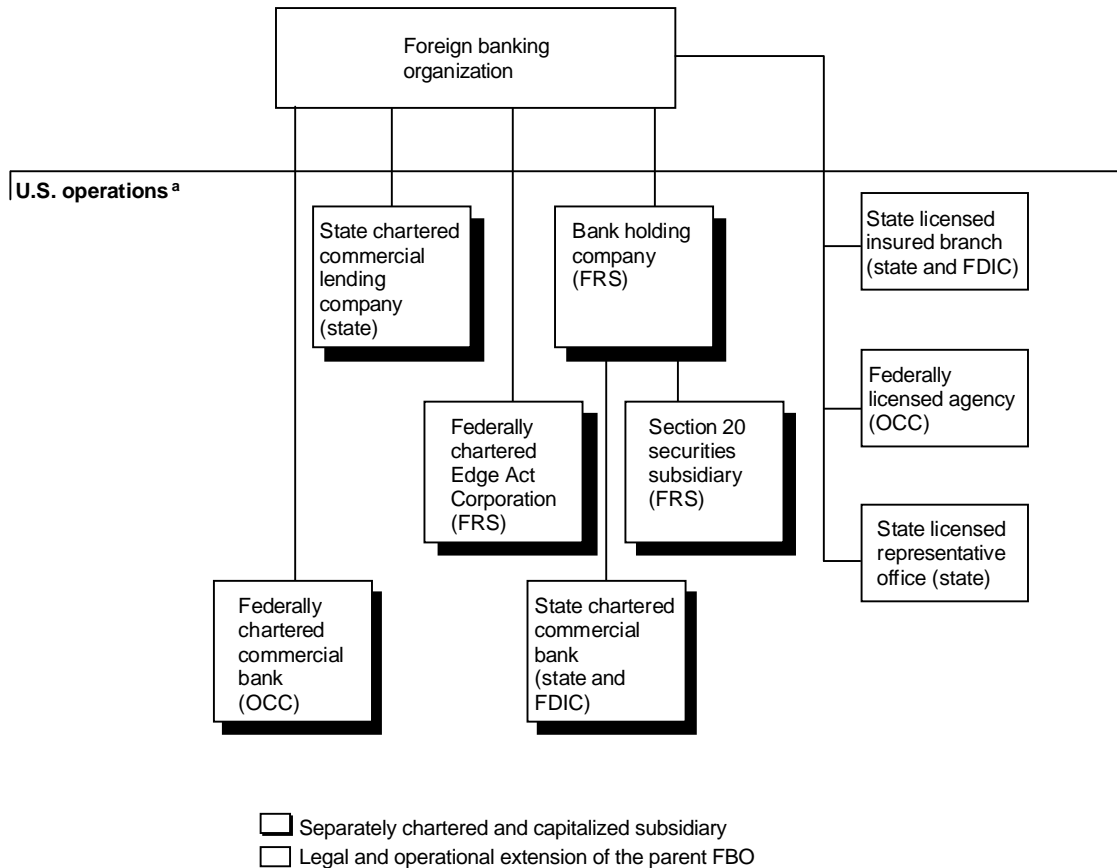 Foreign banking
organization
U.S. operations a
State chartered
commercial
lending
company
(state)
Bank holding
company
(FRS)
State licensed
insured branch
(state and FDIC)
Federally
licensed agency
(OCC)
Federally
chartered
Edge Act
Corporation
(FRS)
Section 20
securities
subsidiary
(FRS)
State licensed
representative
office (state)
Federally
chartered
commercial
bank
(OCC)
State chartered
commercial
bank
(state and
FDIC)
Separately chartered and capitalized subsidiary
Legal and operational extension of the parent FBO